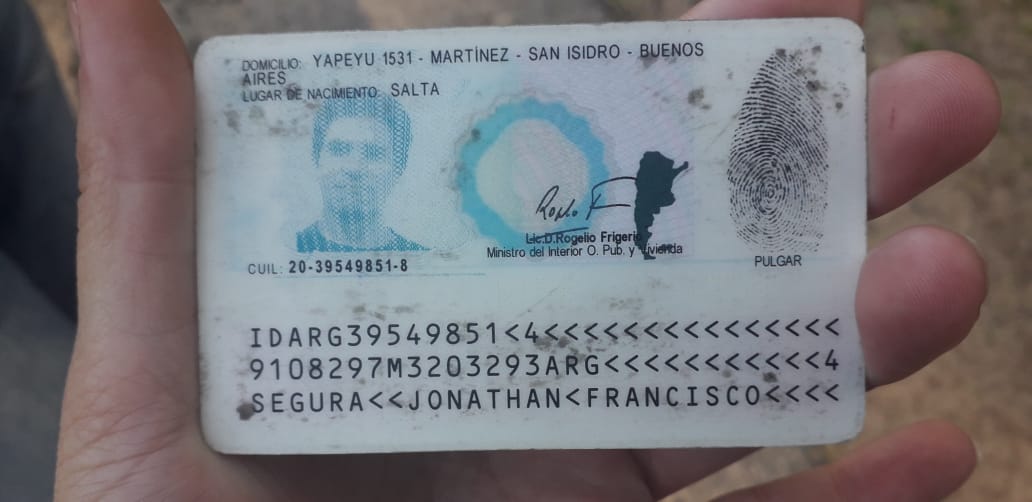 DOMICILIO: YAPEYU 1531 - MARTÍNEZ - SAN ISIDRO - BUENOS
AIRES
LUGAR DE NACIMIENTO: SALTA
Lic.D.Rogelio Frigerio
Ministro del Interior O. Pub. y Vivienda
PULGAR
CUIL: 20-39549851-8
IDARG39549851<4<<<<<<<<<<<<<<<
9108297M3203293ARG<<<<<<<<<<<4
SEGURA<<JONATHAN<FRANCISCO<<<<